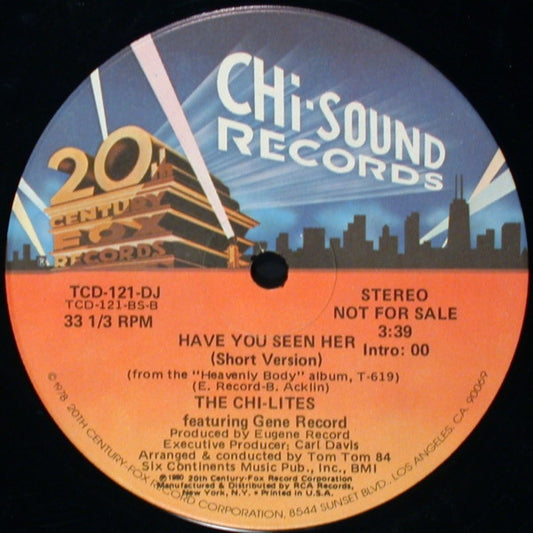 CHi-SOUND
RECORDS
20
CENTURY
FOX
RECORDS
TCD-121-DJ
TCD-121-BS-B
33 1/3 RPM
STEREO
NOT FOR SALE
3:39
Intro: 00
HAVE YOU SEEN HER
(Short Version)
(from the "Heavenly Body" album, T-619)
(E. Record-B. Acklin)
THE CHI-LITES
featuring Gene Record
Produced by Eugene Record
Executive Producer; Carl Davis
Arranged & conducted by Tom Tom 84
Six Continents Music Pub., Inc., BMI
℗1980 20th Century-Fox Record Corporation
Manufactured & Distributed by RCA Records,
New York, N.Y. • Printed in U.S.A.
©1978 20TH CENTURY-FOX RECORD CORPORATION, 8544 SUNSET BLVD., LOS ANGELES, CA. 90069